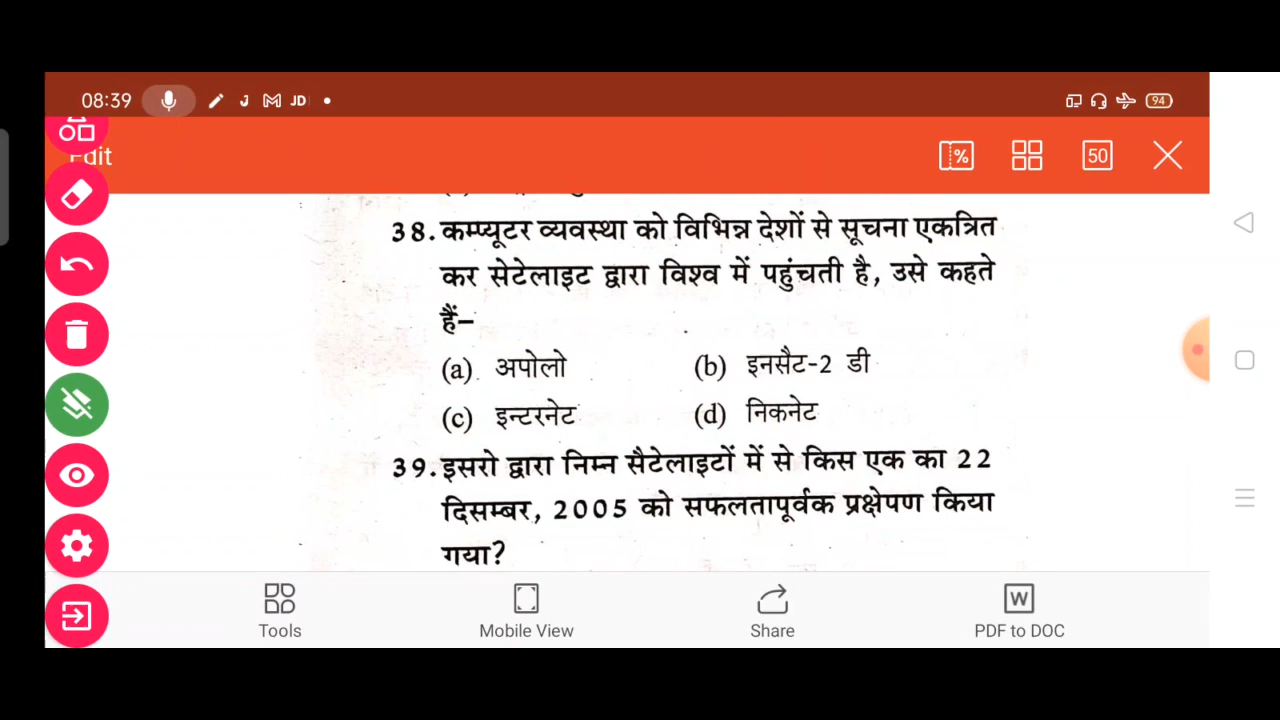 08:39 J M JD 94
Edit % 50
38. कम्प्यूटर व्यवस्था को विभिन्न देशों से सूचना एकत्रित
कर सेटेलाइट द्वारा विश्व में पहुंचती है, उसे कहते
हैं–
(a) अपोलो (b) इनसैट-2 डी
(c) इन्टरनेट (d) निकनेट
39. इसरो द्वारा निम्न सैटेलाइटों में से किस एक का 22
दिसम्बर, 2005 को सफलतापूर्वक प्रक्षेपण किया
गया?
Tools Mobile View Share W PDF to DOC